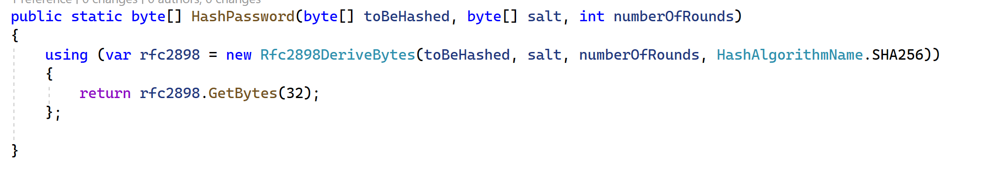 1 reference | 0 changes | 0 authors, 0 changes
public static byte[] HashPassword(byte[] toBeHashed, byte[] salt, int numberOfRounds)
{
    using (var rfc2898 = new Rfc2898DeriveBytes(toBeHashed, salt, numberOfRounds, HashAlgorithmName.SHA256))
    {
        return rfc2898.GetBytes(32);
    };
}